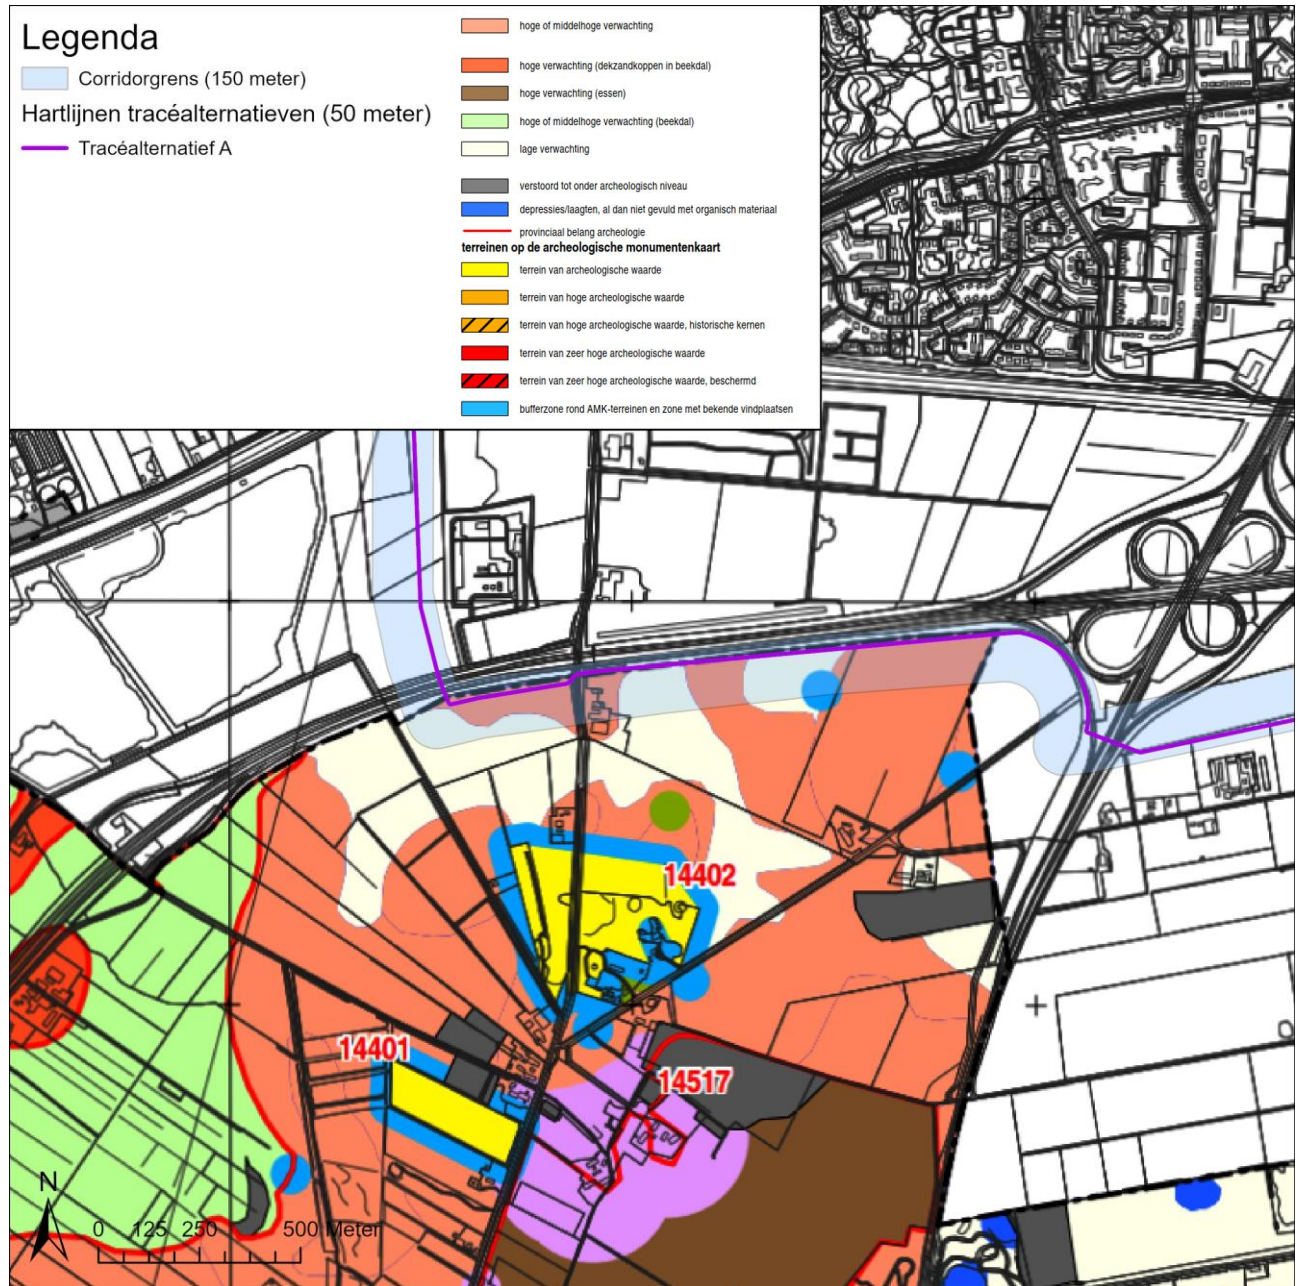 Legenda
Corridorgrens (150 meter)
Hartlijnen tracéalternatieven (50 meter)
Tracéalternatief A
hoge of middelhoge verwachting
hoge verwachting (dekzandkoppen in beekdal)
hoge verwachting (essen)
hoge of middelhoge verwachting (beekdal)
lage verwachting
verstoord tot onder archeologisch niveau
depressies/laagten, al dan niet gevuld met organisch materiaal
provinciaal belang archeologie
terreinen op de archeologische monumentenkaart
terrein van archeologische waarde
terrein van hoge archeologische waarde
terrein van hoge archeologische waarde, historische kernen
terrein van zeer hoge archeologische waarde
terrein van zeer hoge archeologische waarde, beschermd
bufferzone rond AMK-terreinen en zone met bekende vindplaatsen
14402
14401
14517
N
0 125 250 500 Meter